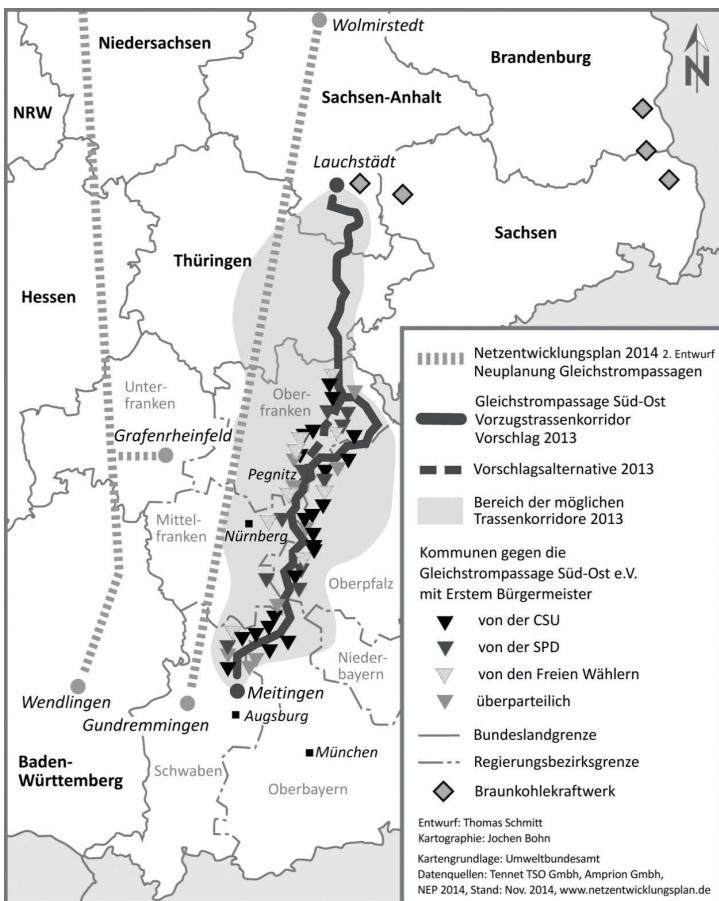 Wolmirstedt
Niedersachsen
Brandenburg
N
NRW
Sachsen-Anhalt
Lauchstädt
Thüringen
Sachsen
Hessen
Unter-
franken
Ober-
franken
Grafenrheinfeld
Pegnitz
Mittel-
franken
Nürnberg
Oberpfalz
Nieder-
bayern
Wendlingen
Meitingen
Gundremmingen
Augsburg
Baden-
Württemberg
München
Schwaben
Oberbayern
Netzentwicklungsplan 2014 2. Entwurf
Neuplanung Gleichstrompassagen
Gleichstrompassage Süd-Ost
Vorzugstrassenkorridor
Vorschlag 2013
Vorschlagsalternative 2013
Bereich der möglichen
Trassenkorridore 2013
Kommunen gegen die
Gleichstrompassage Süd-Ost e.V.
mit Erstem Bürgermeister
von der CSU
von der SPD
von den Freien Wählern
überparteilich
Bundeslandgrenze
Regierungsbezirksgrenze
Braunkohlekraftwerk
Entwurf: Thomas Schmitt
Kartographie: Jochen Bohn
Kartengrundlage: Umweltbundesamt
Datenquellen: Tennet TSO Gmbh, Amprion Gmbh,
NEP 2014, Stand: Nov. 2014, www.netzentwicklungsplan.de